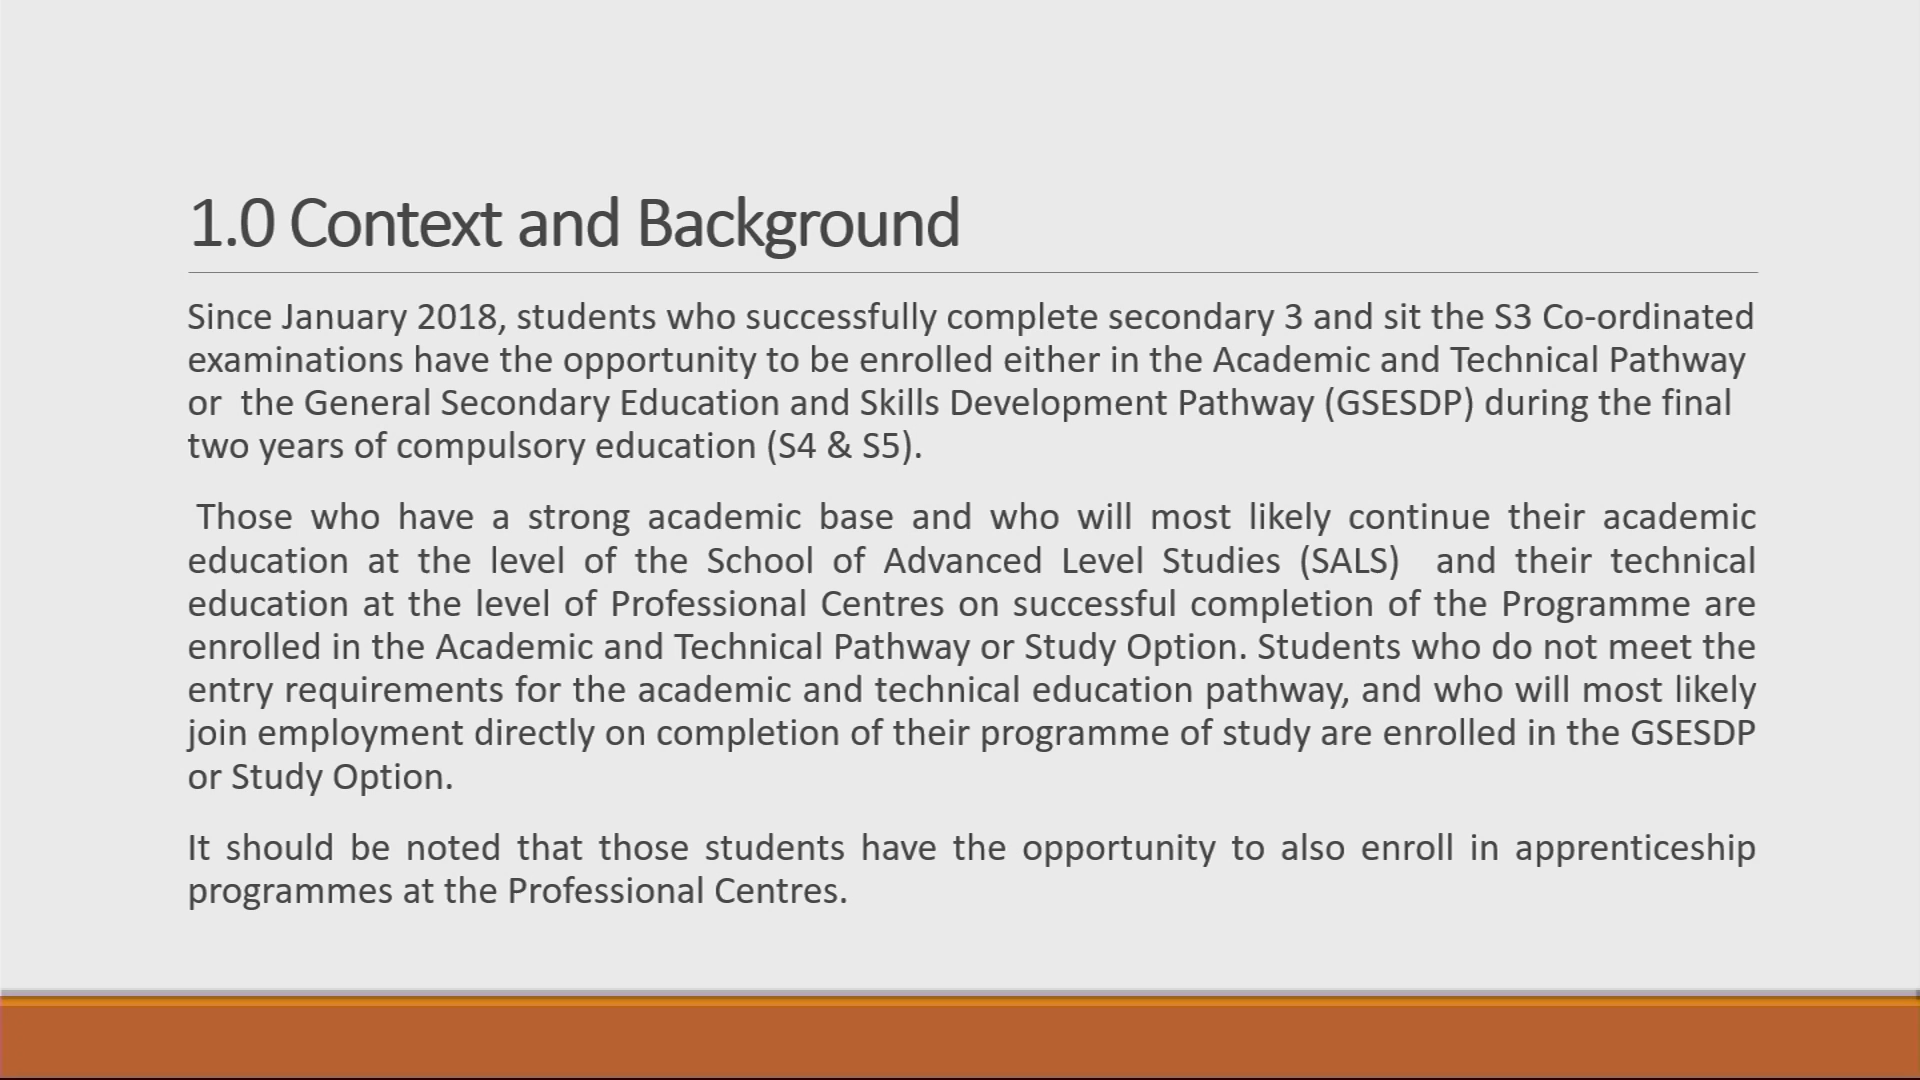 1.0 Context and Background
Since January 2018, students who successfully complete secondary 3 and sit the S3 Co-ordinated
examinations have the opportunity to be enrolled either in the Academic and Technical Pathway
or  the General Secondary Education and Skills Development Pathway (GSESDP) during the final
two years of compulsory education (S4 & S5).
Those who have a strong academic base and who will most likely continue their academic
education at the level of the School of Advanced Level Studies (SALS)  and their technical
education at the level of Professional Centres on successful completion of the Programme are
enrolled in the Academic and Technical Pathway or Study Option. Students who do not meet the
entry requirements for the academic and technical education pathway, and who will most likely
join employment directly on completion of their programme of study are enrolled in the GSESDP
or Study Option.
It should be noted that those students have the opportunity to also enroll in apprenticeship
programmes at the Professional Centres.